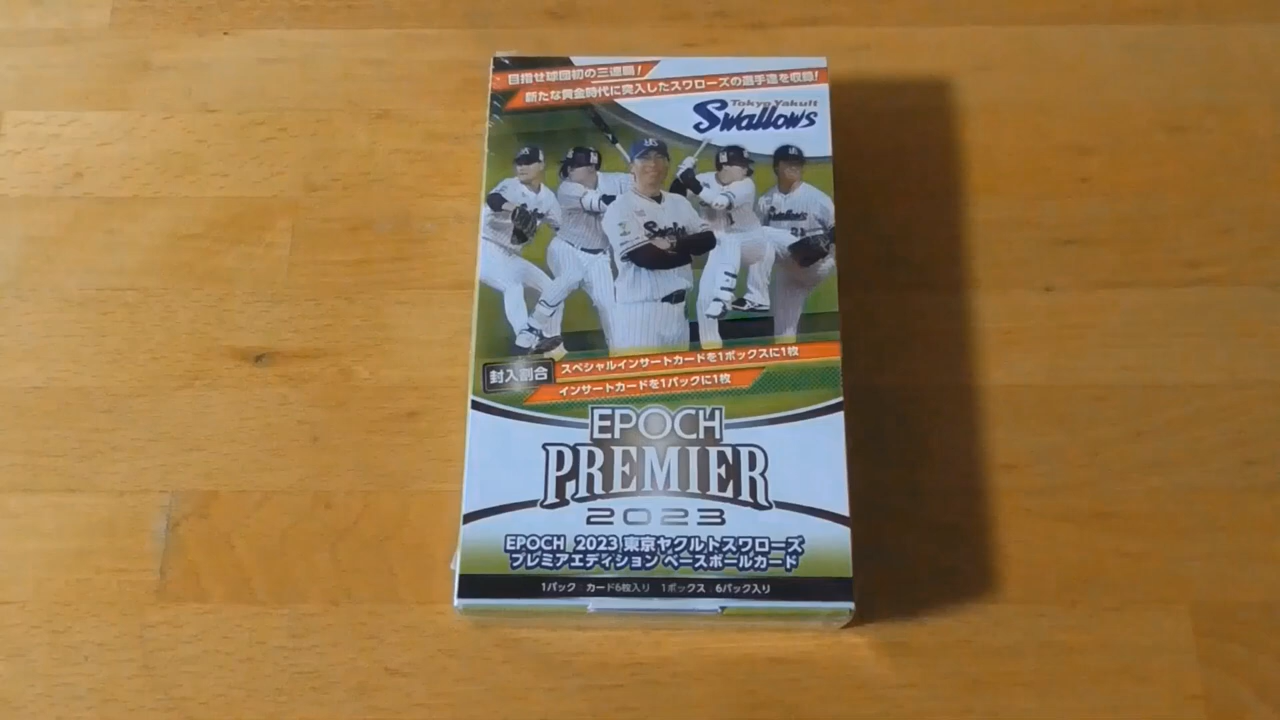 目指せ球団初の三連覇!
新たな黄金時代に突入したスワローズの選手達を収録!
Tokyo Yakult
Swallows
Swallows
封入割合
スペシャルインサートカードを1ボックスに1枚
インサートカードを1パックに1枚
EPOCH
PREMIER
2023
EPOCH 2023 東京ヤクルトスワローズ
プレミアエディション ベースボールカード
1パック:カード6枚入り 1ボックス:6パック入り